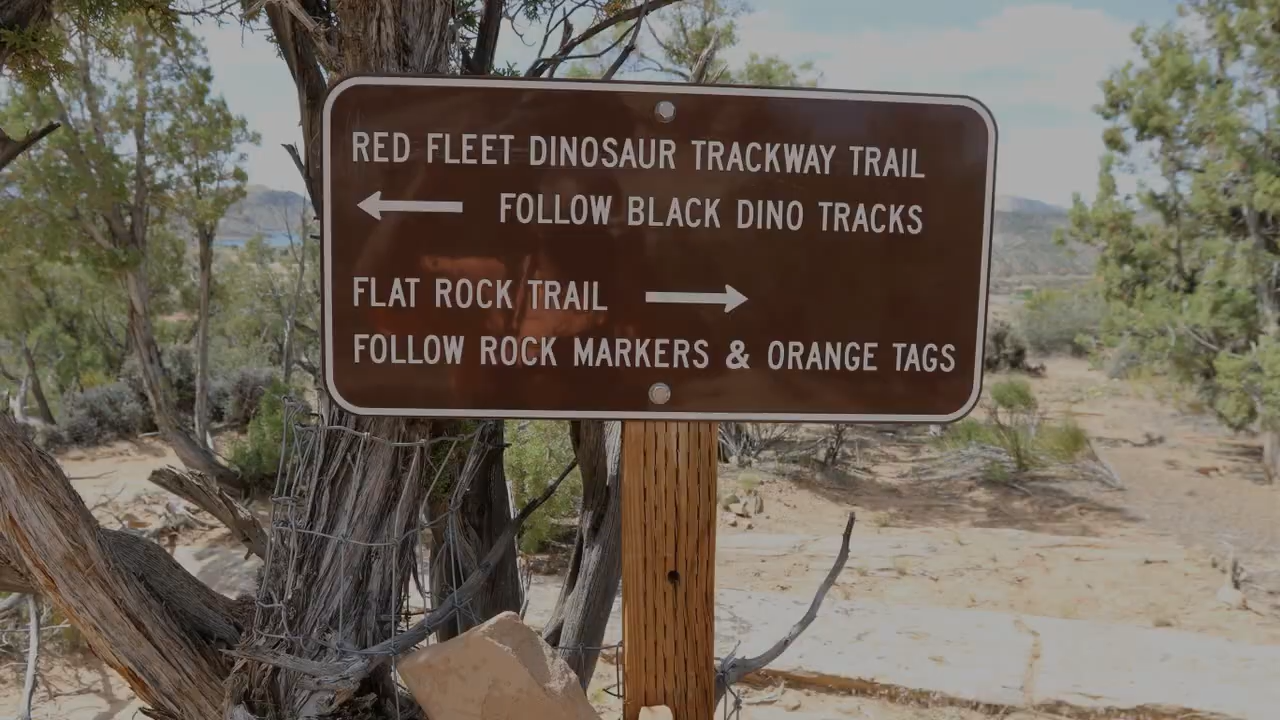 RED FLEET DINOSAUR TRACKWAY TRAIL
FOLLOW BLACK DINO TRACKS
FLAT ROCK TRAIL
FOLLOW ROCK MARKERS & ORANGE TAGS